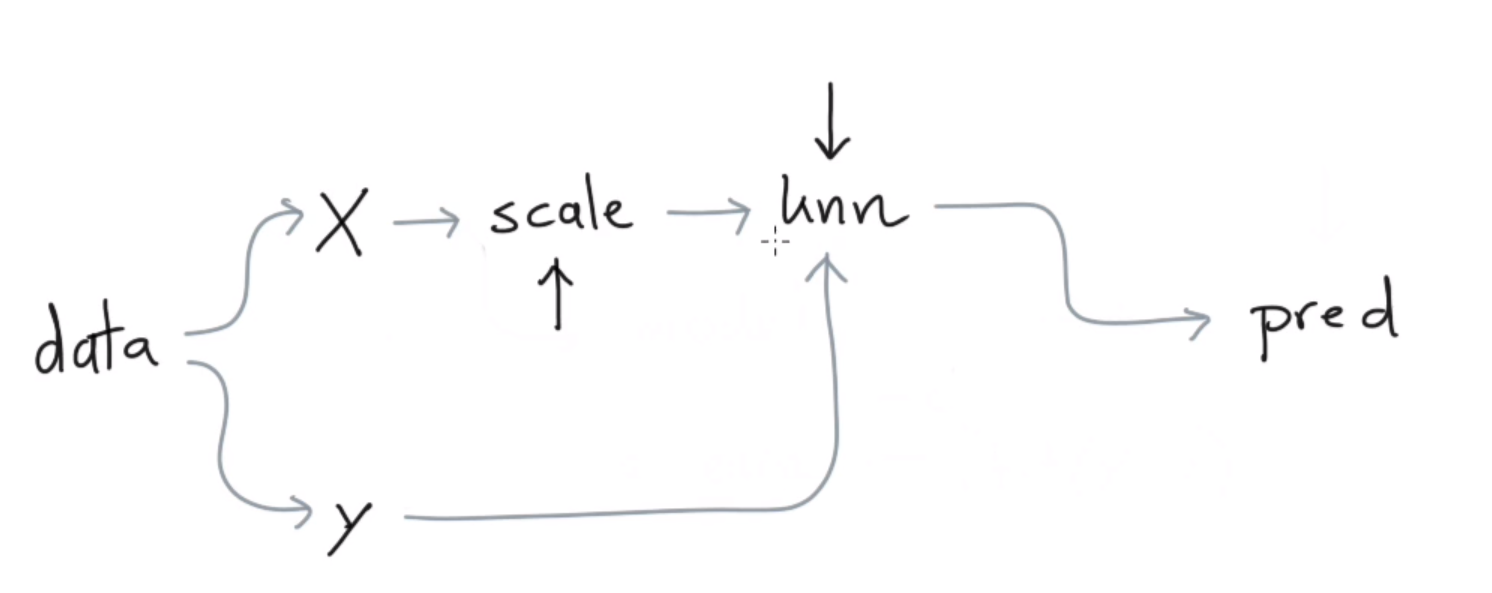 X → scale → knn
data
pred
y